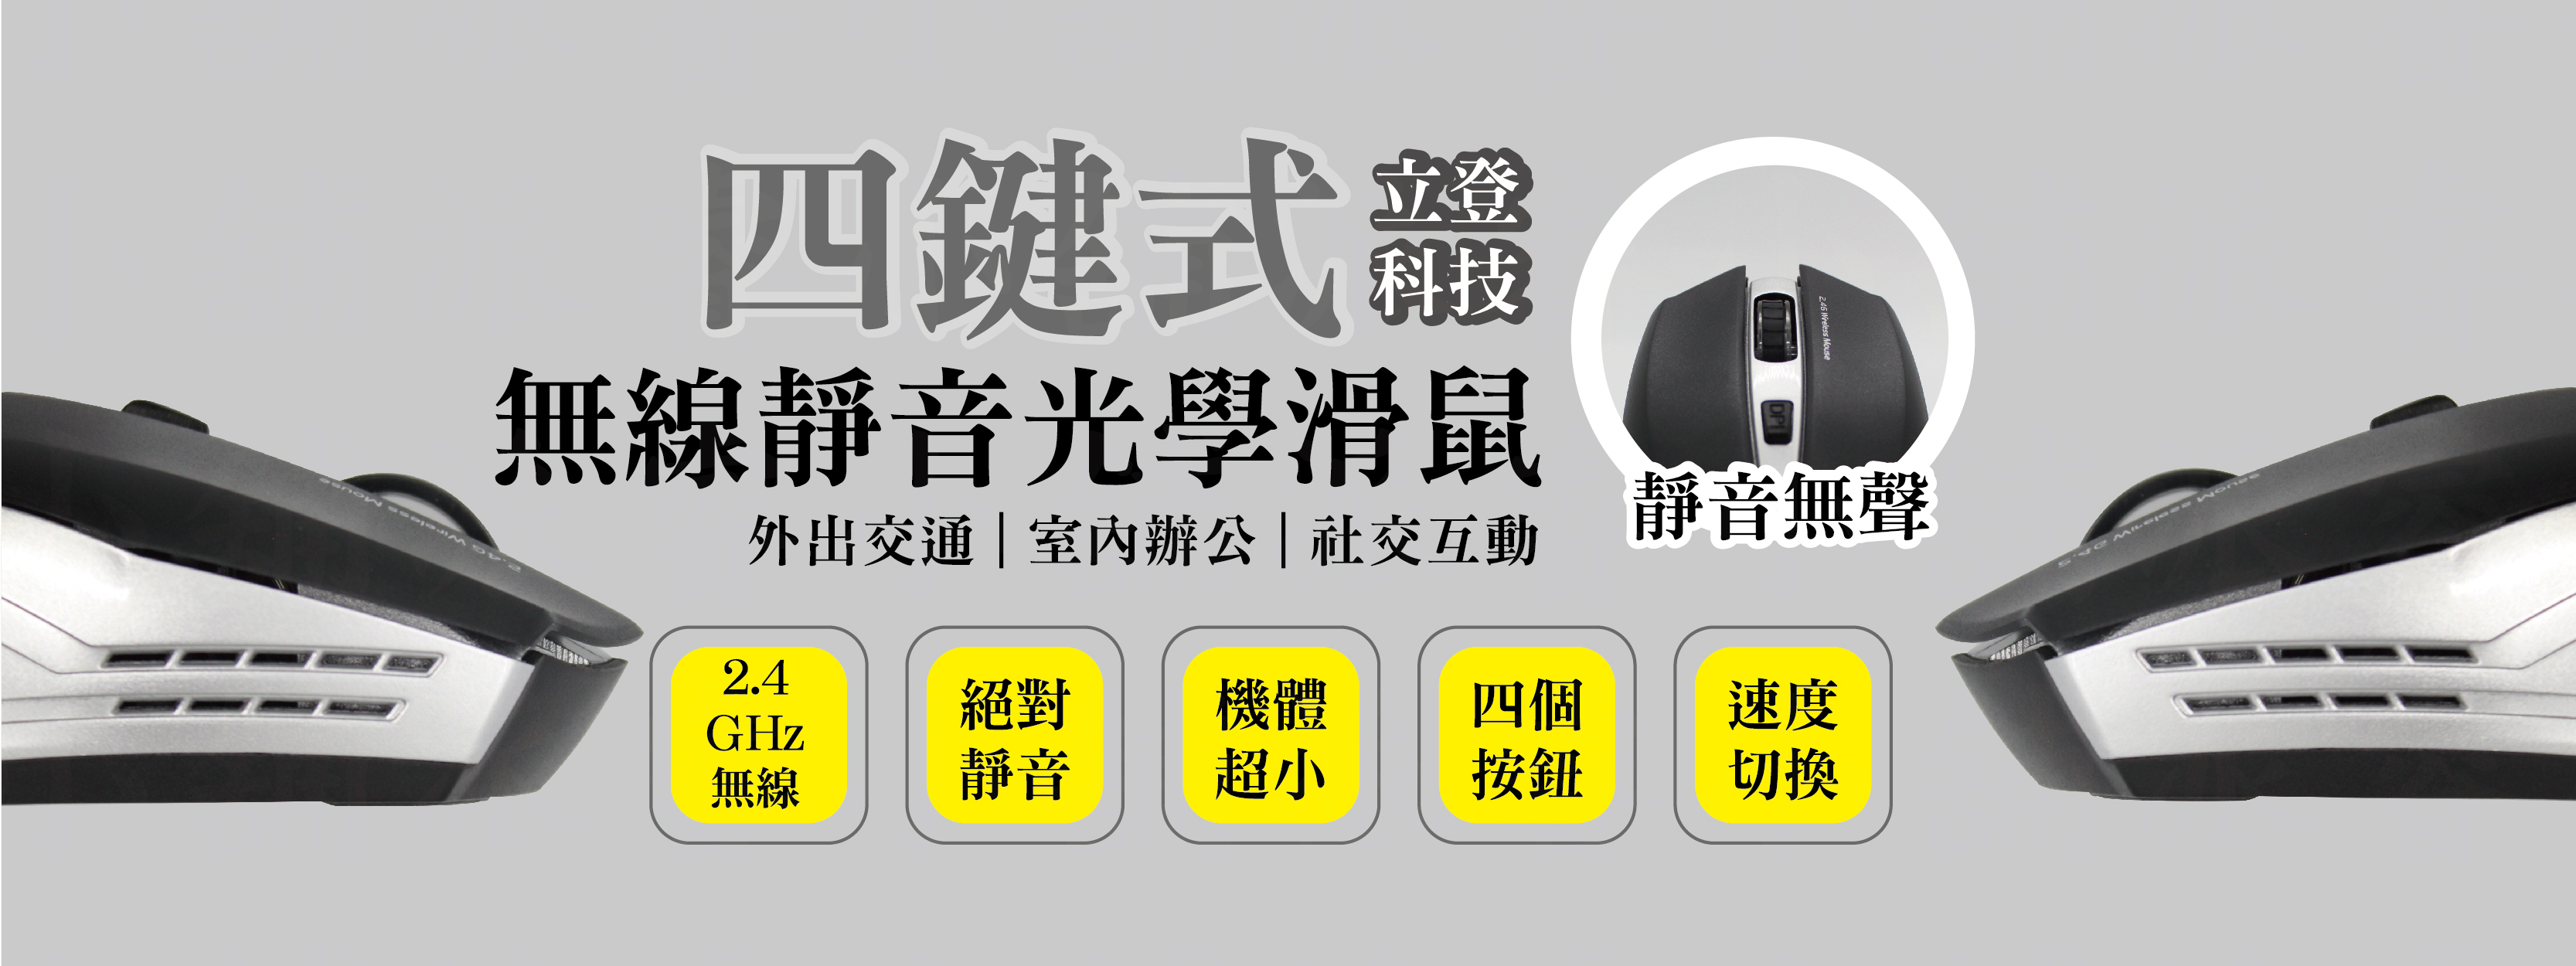 四鍵式
立登
科技
無線靜音光學滑鼠
外出交通｜室內辦公｜社交互動
2.4G Wireless Mouse
DPI
靜音無聲
2.4G Wireless Mouse
2.4G Wireless Mouse
2.4
GHz
無線
絕對
靜音
機體
超小
四個
按鈕
速度
切換